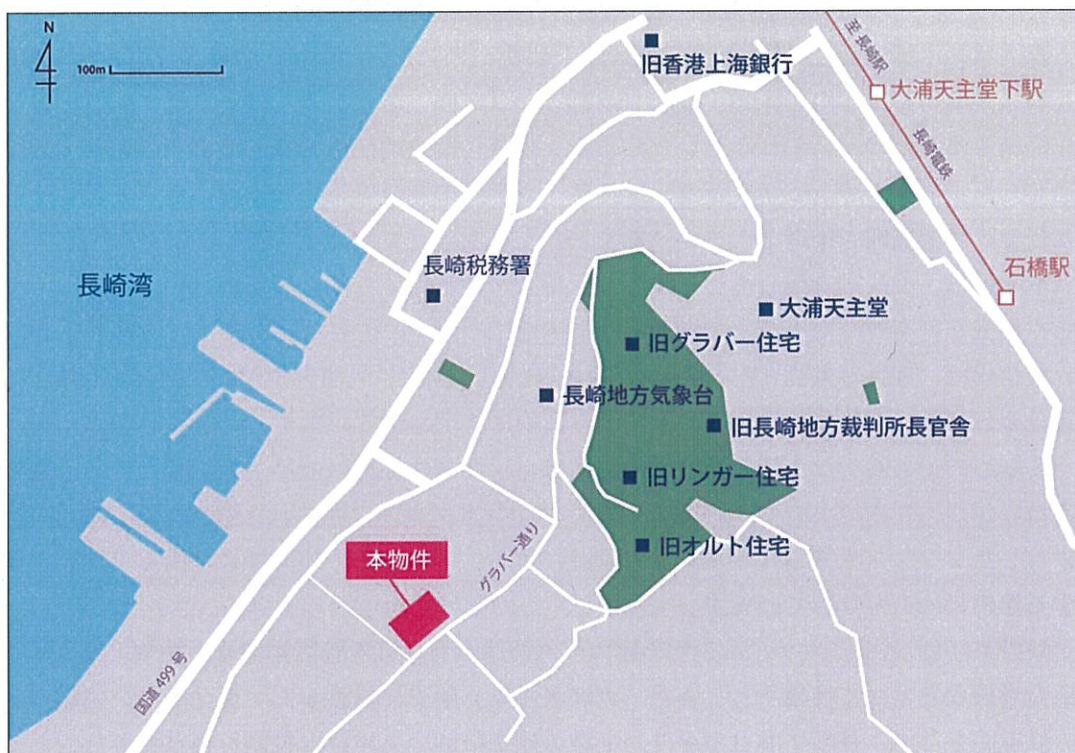 N
100m
旧香港上海銀行
至 長崎駅
大浦天主堂下駅
長崎電鉄
長崎湾
長崎税務署
石橋駅
大浦天主堂
旧グラバー住宅
長崎地方気象台
旧長崎地方裁判所長官舎
旧リンガー住宅
旧オルト住宅
グラバー通り
本物件
国道 499 号